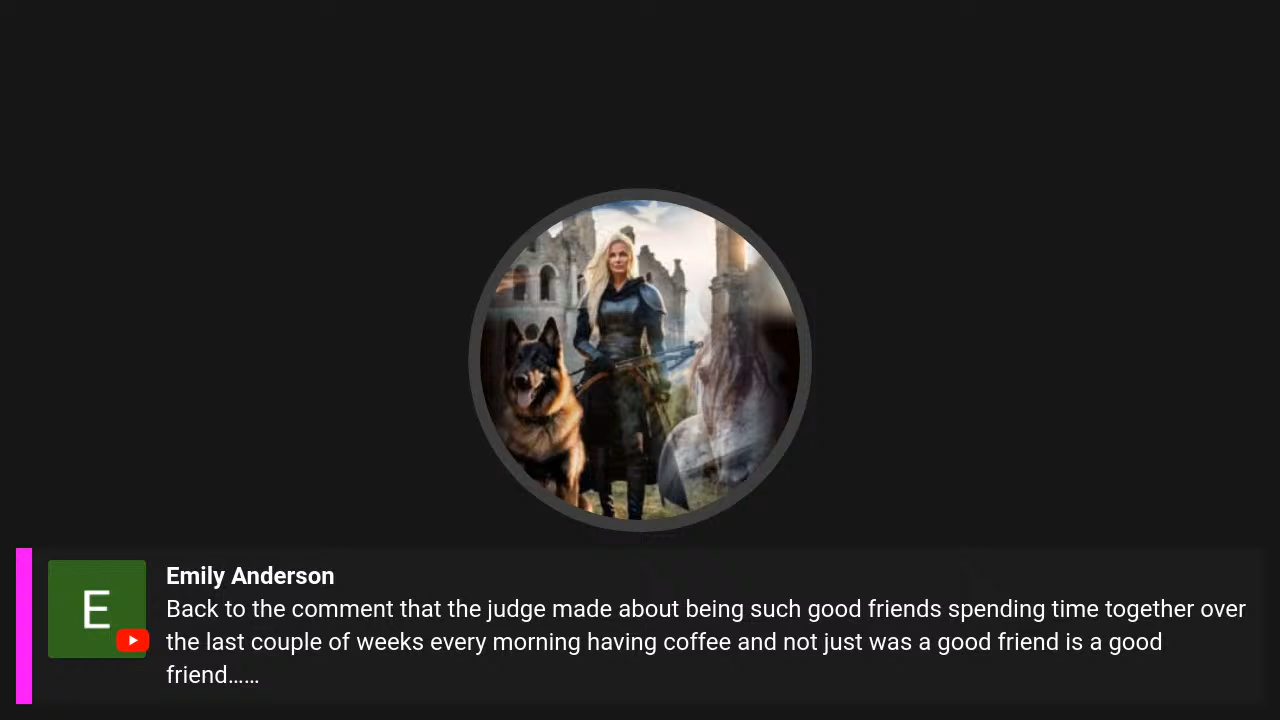 E
Emily Anderson
Back to the comment that the judge made about being such good friends spending time together over
the last couple of weeks every morning having coffee and not just was a good friend is a good
friend......